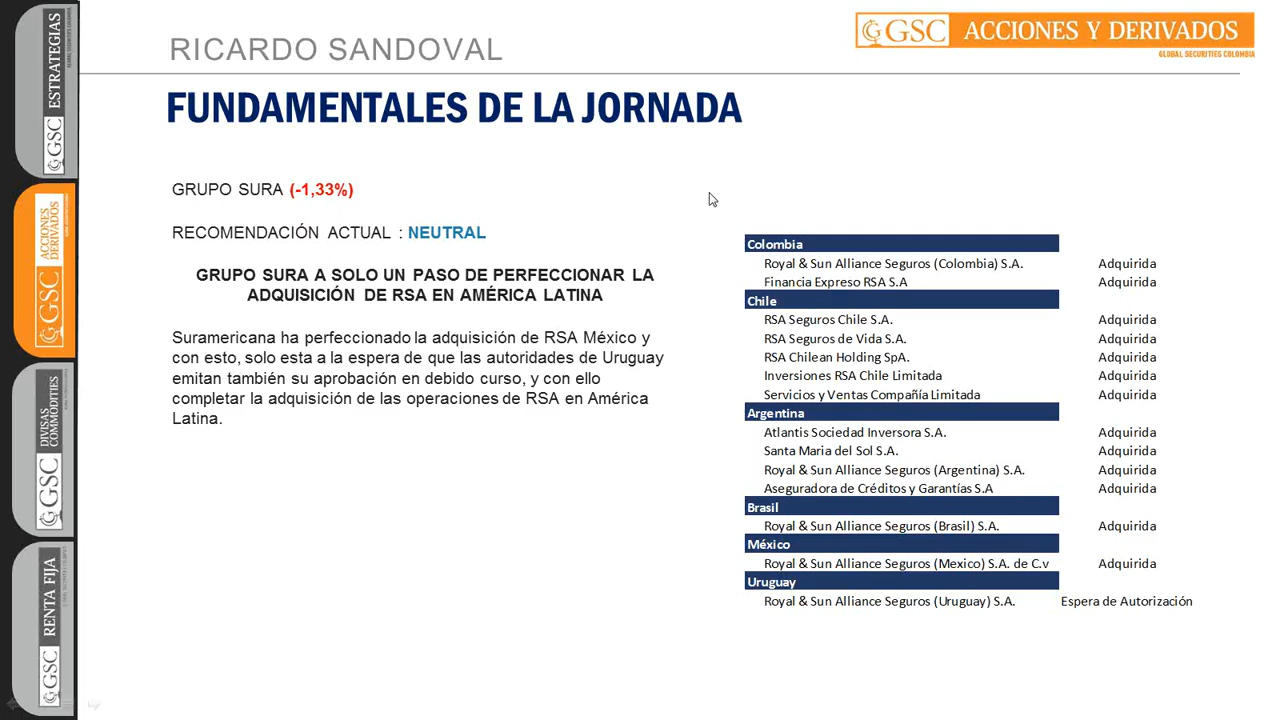 RICARDO SANDOVAL
GSC ACCIONES Y DERIVADOS
GLOBAL SECURITIES COLOMBIA
FUNDAMENTALES DE LA JORNADA
GRUPO SURA (-1,33%)
RECOMENDACIÓN ACTUAL : NEUTRAL
GRUPO SURA A SOLO UN PASO DE PERFECCIONAR LA
ADQUISICIÓN DE RSA EN AMÉRICA LATINA
Suramericana ha perfeccionado la adquisición de RSA México y
con esto, solo esta a la espera de que las autoridades de Uruguay
emitan también su aprobación en debido curso, y con ello
completar la adquisición de las operaciones de RSA en América
Latina.
Colombia
Royal & Sun Alliance Seguros (Colombia) S.A. Adquirida
Financia Expreso RSA S.A Adquirida
Chile
RSA Seguros Chile S.A. Adquirida
RSA Seguros de Vida S.A. Adquirida
RSA Chilean Holding SpA. Adquirida
Inversiones RSA Chile Limitada Adquirida
Servicios y Ventas Compañía Limitada Adquirida
Argentina
Atlantis Sociedad Inversora S.A. Adquirida
Santa Maria del Sol S.A. Adquirida
Royal & Sun Alliance Seguros (Argentina) S.A. Adquirida
Aseguradora de Créditos y Garantías S.A Adquirida
Brasil
Royal & Sun Alliance Seguros (Brasil) S.A. Adquirida
México
Royal & Sun Alliance Seguros (Mexico) S.A. de C.v Adquirida
Uruguay
Royal & Sun Alliance Seguros (Uruguay) S.A. Espera de Autorización
GSC ESTRATEGIAS
GSC ACCIONES
DERIVADOS
GSC DIVISAS
COMMODITIES
GSC RENTA FIJA